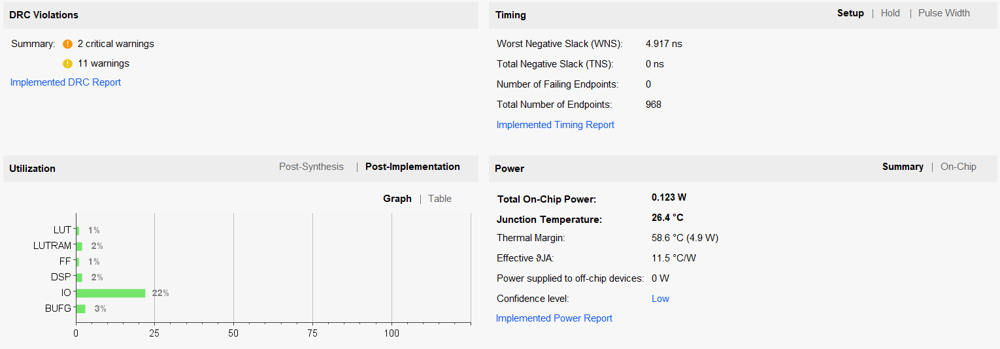 DRC Violations
Summary: 2 critical warnings
11 warnings
Implemented DRC Report
Timing Setup | Hold | Pulse Width
Worst Negative Slack (WNS): 4.917 ns
Total Negative Slack (TNS): 0 ns
Number of Failing Endpoints: 0
Total Number of Endpoints: 968
Implemented Timing Report
Utilization Post-Synthesis | Post-Implementation
Graph | Table
LUT 1%
LUTRAM 2%
FF 1%
DSP 2%
IO 22%
BUFG 3%
0 25 50 75 100
Power Summary | On-Chip
Total On-Chip Power: 0.123 W
Junction Temperature: 26.4 °C
Thermal Margin: 58.6 °C (4.9 W)
Effective ϑJA: 11.5 °C/W
Power supplied to off-chip devices: 0 W
Confidence level: Low
Implemented Power Report